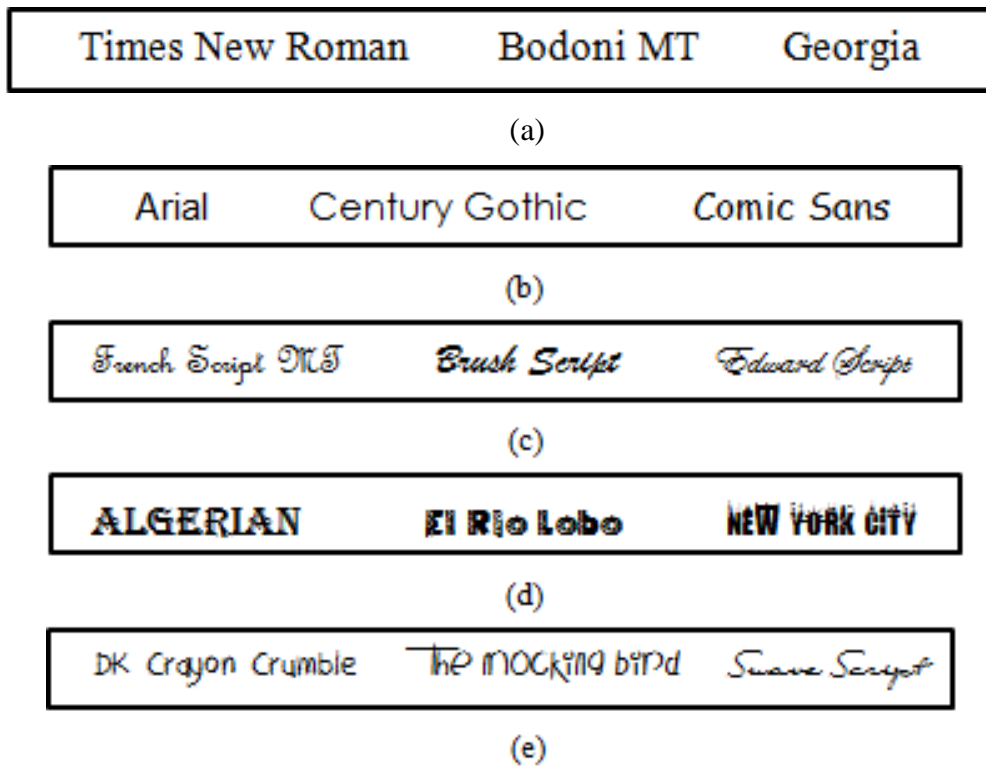 Times New Roman Bodoni MT Georgia
(a)
Arial Century Gothic Comic Sans
(b)
French Script MT Brush Script Edward Script
(c)
ALGERIAN El Rio Lobo NEW YORK CITY
(d)
DK Crayon Crumble The mocking bird Suave Script
(e)